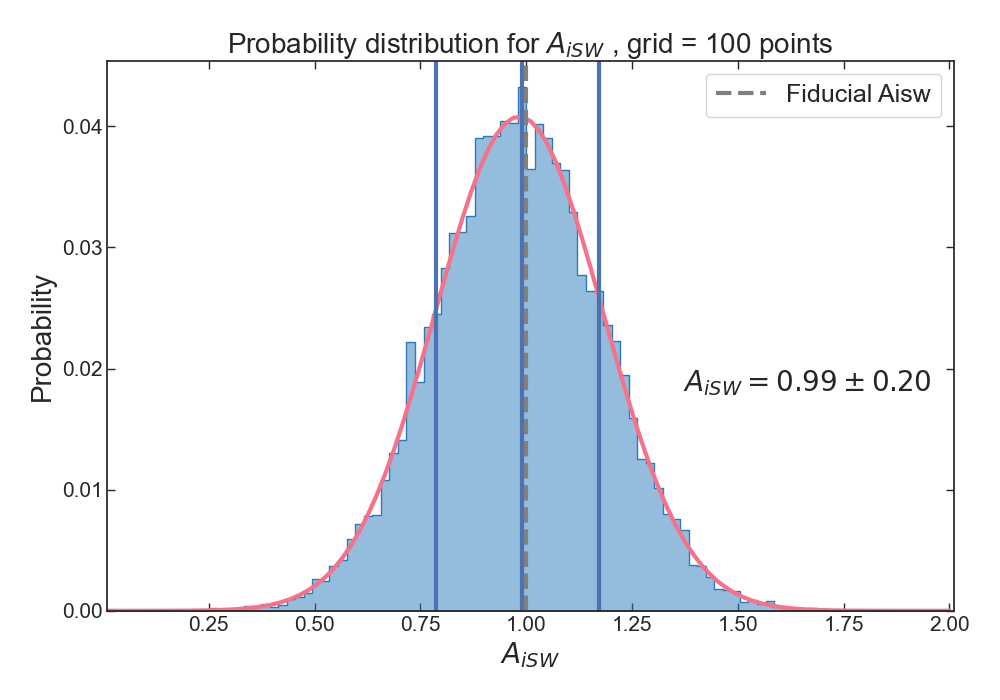 Probability distribution for A_{iSW} , grid = 100 points
Fiducial Aisw
0.04
0.03
0.02
0.01
0.00
Probability
A_{iSW} = 0.99 ± 0.20
0.25 0.50 0.75 1.00 1.25 1.50 1.75 2.00
A_{iSW}